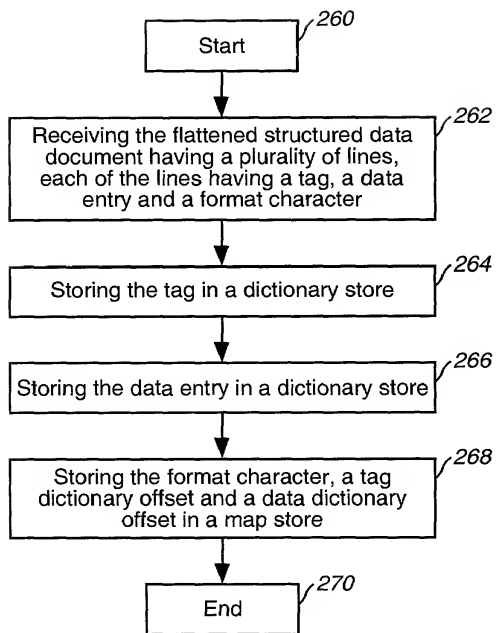 260
Start
262
Receiving the flattened structured data
document having a plurality of lines,
each of the lines having a tag, a data
entry and a format character
264
Storing the tag in a dictionary store
266
Storing the data entry in a dictionary store
268
Storing the format character, a tag
dictionary offset and a data dictionary
offset in a map store
270
End